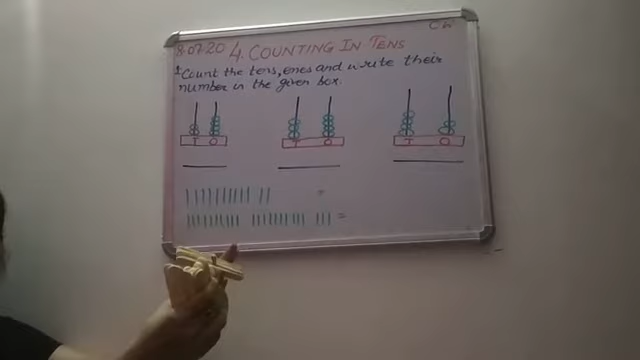 8.07.20 4. COUNTING IN TENS C.W
1. Count the tens, ones and write their
number in the given box.
T O T O T O
=
=